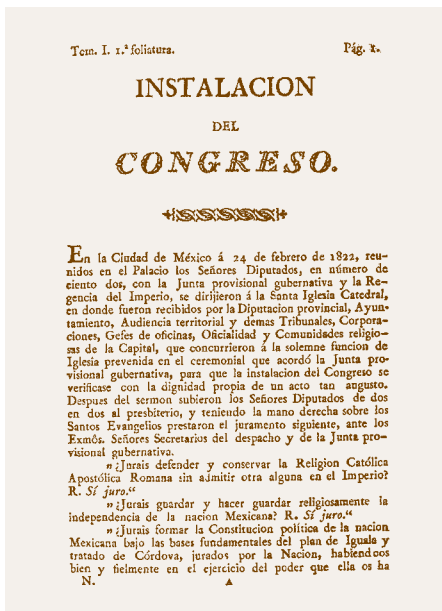 Tom. I. 1.ª foliatura. Pág. 1.
INSTALACION
DEL
CONGRESO.
En la Ciudad de México á 24 de febrero de 1822, reu-
nidos en el Palacio los Señores Diputados, en número de
ciento dos, con la Junta provisional gubernativa y la Re-
gencia del Imperio, se dirijieron á la Santa Iglesia Catedral,
en donde fueron recibidos por la Diputacion provincial, Ayun-
tamiento, Audiencia territorial y demas Tribunales, Corpora-
ciones, Gefes de oficinas, Oficialidad y Comunidades religio-
sas de la Capital, que concurrieron á la solemne funcion de
Iglesia prevenida en el ceremonial que acordó la Junta pro-
visional gubernativa, para que la instalacion del Congreso se
verificase con la dignidad propia de un acto tan augusto.
Despues del sermon subieron los Señores Diputados de dos
en dos al presbiterio, y teniendo la mano derecha sobre los
Santos Evangelios prestaron el juramento siguiente, ante los
Exmôs. Señores Secretarios del despacho y de la Junta pro-
visional gubernativa.
„¿Jurais defender y conservar la Religion Católica
Apostólica Romana sin admitir otra alguna en el Imperio?
R. Sí juro.“
„¿Jurais guardar y hacer guardar religiosamente la
independencia de la nacion Mexicana? R. Sí juro.“
„¿Jurais formar la Constitucion política de la nacion
Mexicana bajo las bases fundamentales del plan de Iguala y
tratado de Córdova, jurados por la Nacion, habiendoos
bien y fielmente en el ejercicio del poder que ella os ha
N.